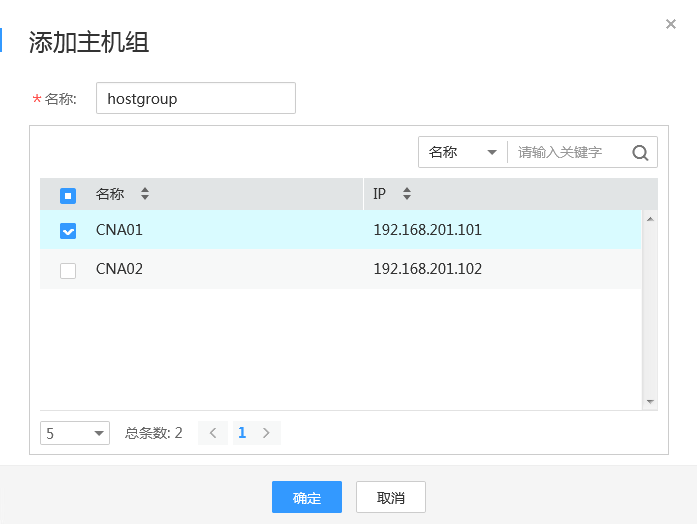 添加主机组
* 名称: hostgroup
名称 请输入关键字
名称 IP
CNA01 192.168.201.101
CNA02 192.168.201.102
5 总条数: 2 < 1 >
确定 取消